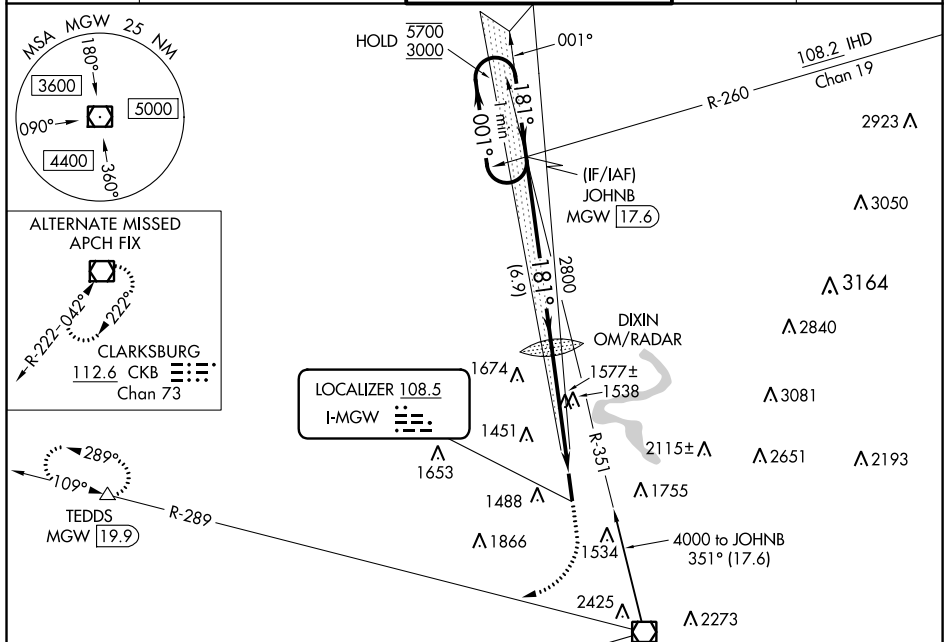 MSA MGW 25 NM
180°
3600
5000
090°
4400
360°
HOLD 5700
3000
001°
181°
1 min
001°
108.2 IHD
Chan 19
R-260
2923
(IF/IAF)
JOHNB
MGW 17.6
3050
ALTERNATE MISSED
APCH FIX
R-222
042°
222°
CLARKSBURG
112.6 CKB
Chan 73
181°
2800
(6.9)
3164
DIXIN
OM/RADAR
2840
1674
1577±
1538
3081
LOCALIZER 108.5
I-MGW
1451
1653
R-351
2115±
2651
2193
289°
109°
TEDDS
MGW 19.9
R-289
1488
1755
1866
1534
4000 to JOHNB
351° (17.6)
2425
2273